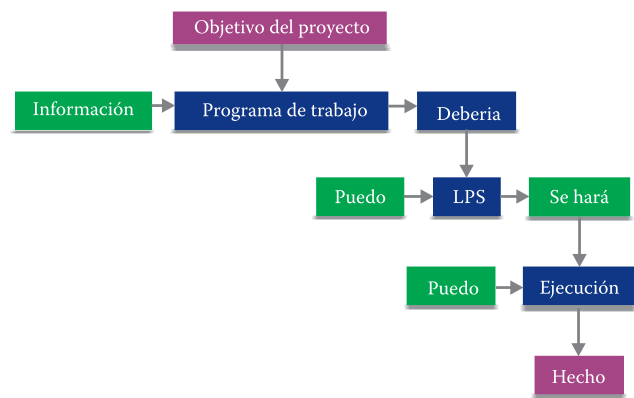 Objetivo del proyecto
Información
Programa de trabajo
Deberia
Puedo
LPS
Se hará
Puedo
Ejecución
Hecho